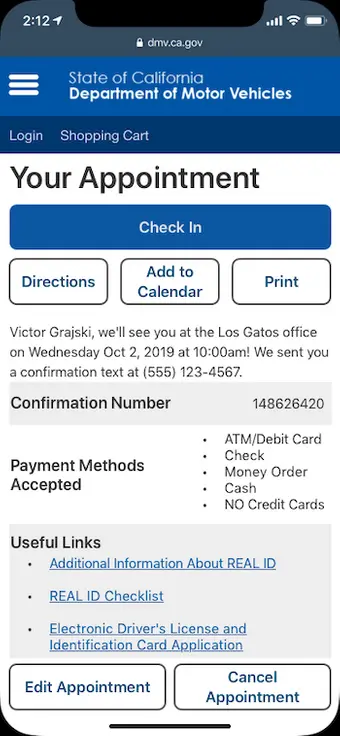 2:12
dmv.ca.gov
State of California
Department of Motor Vehicles
Login Shopping Cart
Your Appointment
Check In
Directions
Add to
Calendar
Print
Victor Grajski, we'll see you at the Los Gatos office
on Wednesday Oct 2, 2019 at 10:00am! We sent you
a confirmation text at (555) 123-4567.
Confirmation Number 148626420
Payment Methods
Accepted
• ATM/Debit Card
• Check
• Money Order
• Cash
• NO Credit Cards
Useful Links
• Additional Information About REAL ID
• REAL ID Checklist
• Electronic Driver's License and
Identification Card Application
Edit Appointment
Cancel
Appointment